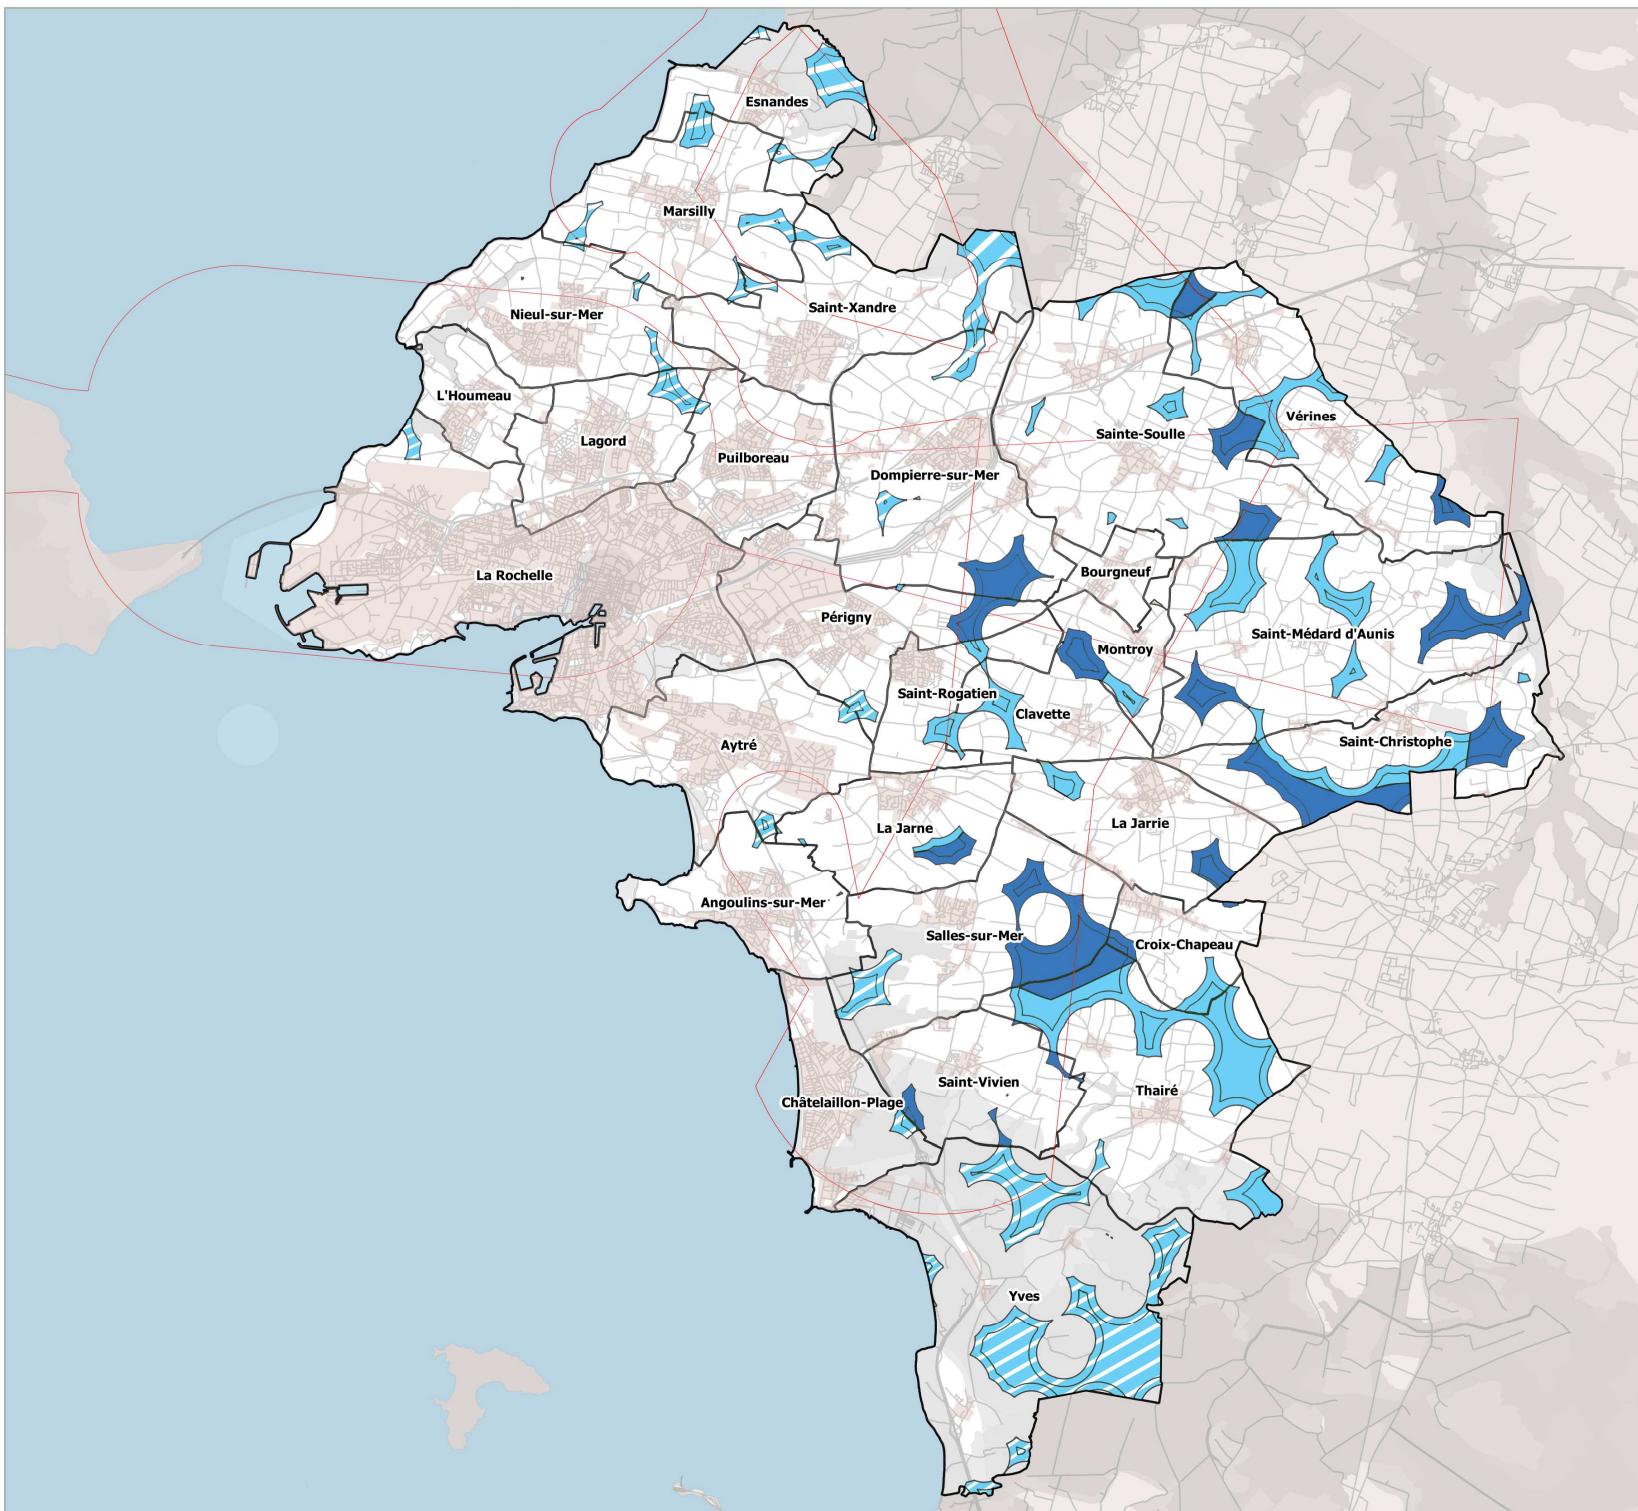 Esnandes
Marsilly
Saint-Xandre
Nieul-sur-Mer
L'Houmeau
Vérines
Lagord
Sainte-Soulle
Puilboreau
Dompierre-sur-Mer
La Rochelle
Bourgneuf
Périgny
Saint-Médard d'Aunis
Montroy
Saint-Rogatien
Clavette
Aytré
Saint-Christophe
La Jarne
La Jarrie
Angoulins-sur-Mer
Salles-sur-Mer
Croix-Chapeau
Saint-Vivien
Thairé
Châtelaillon-Plage
Yves